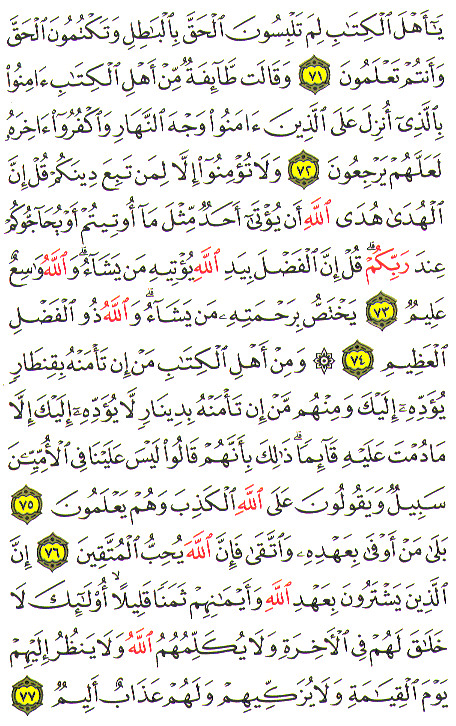 يَـٰٓأَهْلَ ٱلْكِتَـٰبِ لِمَ تَلْبِسُونَ ٱلْحَقَّ بِٱلْبَـٰطِلِ وَتَكْتُمُونَ ٱلْحَقَّ
وَأَنتُمْ تَعْلَمُونَ ٧١ وَقَالَت طَّآئِفَةٌ مِّنْ أَهْلِ ٱلْكِتَـٰبِ ءَامِنُوا۟
بِٱلَّذِىٓ أُنزِلَ عَلَى ٱلَّذِينَ ءَامَنُوا۟ وَجْهَ ٱلنَّهَارِ وَٱكْفُرُوٓا۟ ءَاخِرَهُۥ
لَعَلَّهُمْ يَرْجِعُونَ ٧٢ وَلَا تُؤْمِنُوٓا۟ إِلَّا لِمَن تَبِعَ دِينَكُمْ قُلْ إِنَّ
ٱلْهُدَىٰ هُدَى ٱللَّهِ أَن يُؤْتَىٰٓ أَحَدٌ مِّثْلَ مَآ أُوتِيتُمْ أَوْ يُحَآجُّوكُمْ
عِندَ رَبِّكُمْ ۗ قُلْ إِنَّ ٱلْفَضْلَ بِيَدِ ٱللَّهِ يُؤْتِيهِ مَن يَشَآءُ ۗ وَٱللَّهُ وَٰسِعٌ
عَلِيمٌ ٧٣ يَخْتَصُّ بِرَحْمَتِهِۦ مَن يَشَآءُ ۗ وَٱللَّهُ ذُو ٱلْفَضْلِ
ٱلْعَظِيمِ ٧٤ ۞ وَمِنْ أَهْلِ ٱلْكِتَـٰبِ مَنْ إِن تَأْمَنْهُ بِقِنطَارٍ
يُؤَدِّهِۦٓ إِلَيْكَ وَمِنْهُم مَّنْ إِن تَأْمَنْهُ بِدِينَارٍ لَّا يُؤَدِّهِۦٓ إِلَيْكَ إِلَّا
مَا دُمْتَ عَلَيْهِ قَآئِمًا ۗ ذَٰلِكَ بِأَنَّهُمْ قَالُوا۟ لَيْسَ عَلَيْنَا فِى ٱلْأُمِّيِّـۧنَ
سَبِيلٌ وَيَقُولُونَ عَلَى ٱللَّهِ ٱلْكَذِبَ وَهُمْ يَعْلَمُونَ ٧٥
بَلَىٰ مَنْ أَوْفَىٰ بِعَهْدِهِۦ وَٱتَّقَىٰ فَإِنَّ ٱللَّهَ يُحِبُّ ٱلْمُتَّقِينَ ٧٦ إِنَّ
ٱلَّذِينَ يَشْتَرُونَ بِعَهْدِ ٱللَّهِ وَأَيْمَـٰنِهِمْ ثَمَنًا قَلِيلًا أُو۟لَـٰٓئِكَ لَا
خَلَـٰقَ لَهُمْ فِى ٱلْـَٔاخِرَةِ وَلَا يُكَلِّمُهُمُ ٱللَّهُ وَلَا يَنظُرُ إِلَيْهِمْ
يَوْمَ ٱلْقِيَـٰمَةِ وَلَا يُزَكِّيهِمْ وَلَهُمْ عَذَابٌ أَلِيمٌ ٧٧